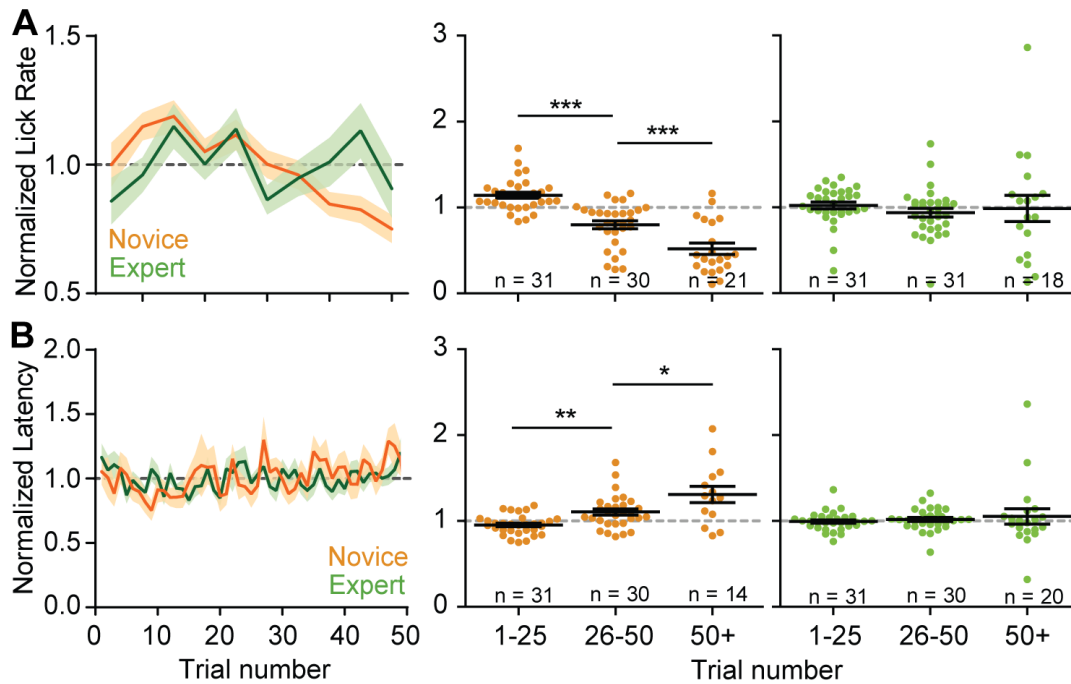 A
Normalized Lick Rate
1.5
1.0
0.5
Novice
Expert
3
2
1
0
***
***
n = 31
n = 30
n = 21
n = 31
n = 31
n = 18
B
Normalized Latency
2.0
1.5
1.0
0.5
0.0
Novice
Expert
0
10
20
30
40
50
Trial number
3
2
1
0
**
*
n = 31
n = 30
n = 14
1-25
26-50
50+
n = 31
n = 30
n = 20
1-25
26-50
50+
Trial number